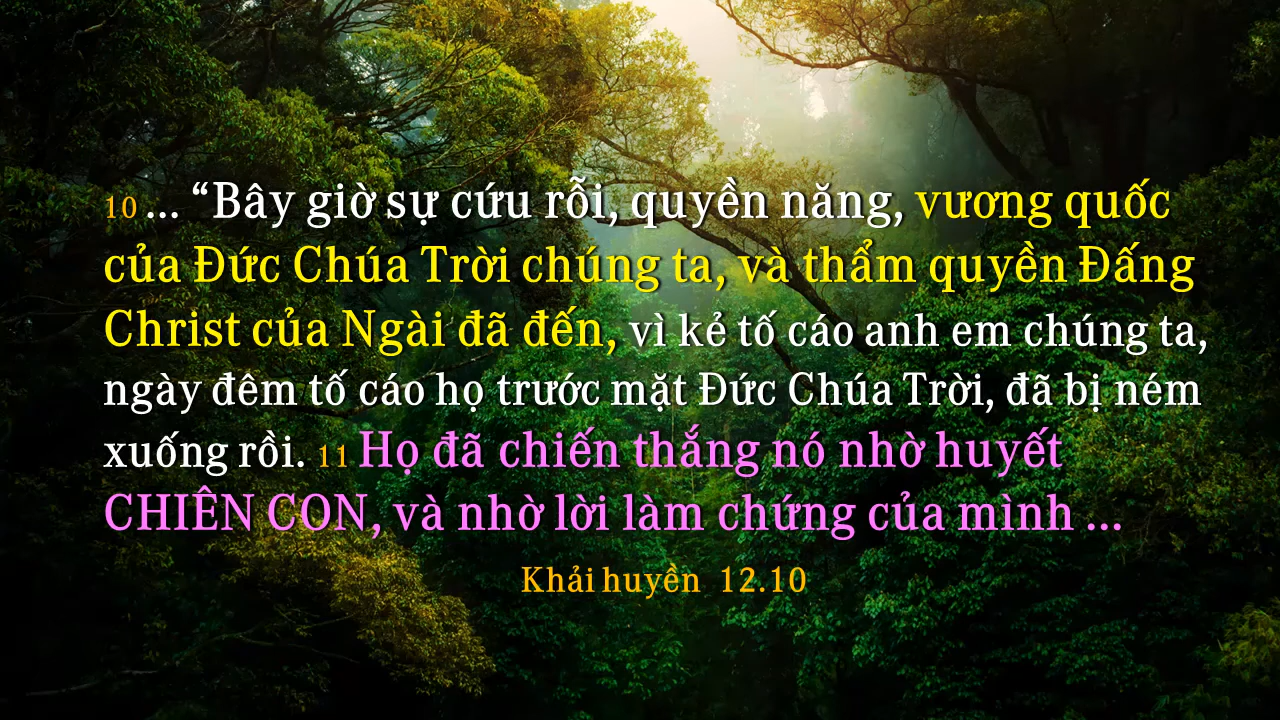 10 ... “Bây giờ sự cứu rỗi, quyền năng, vương quốc
của Đức Chúa Trời chúng ta, và thẩm quyền Đấng
Christ của Ngài đã đến, vì kẻ tố cáo anh em chúng ta,
ngày đêm tố cáo họ trước mặt Đức Chúa Trời, đã bị ném
xuống rồi. 11 Họ đã chiến thắng nó nhờ huyết
CHIÊN CON, và nhờ lời làm chứng của mình ...
Khải huyền 12.10